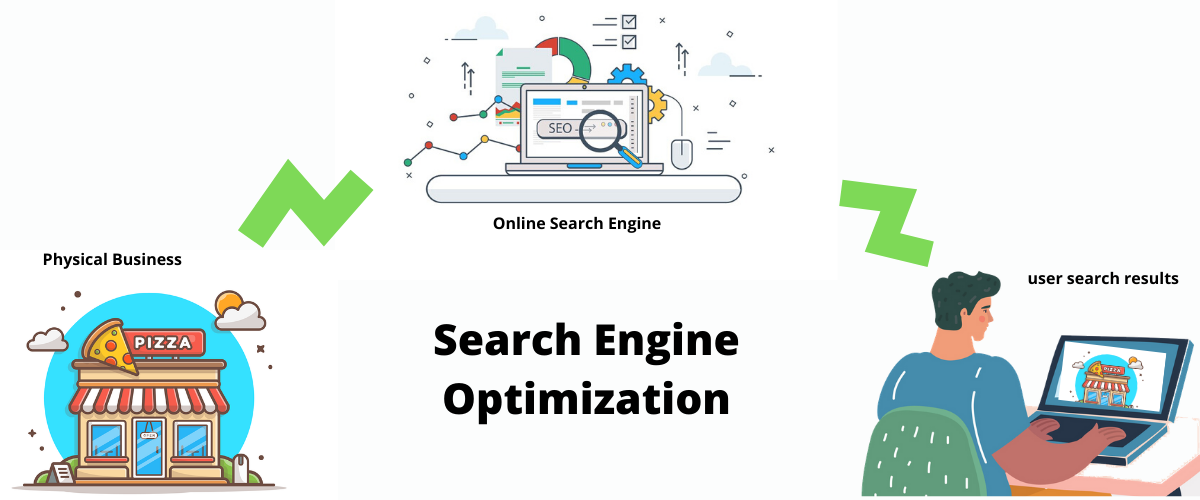 SEO
Online Search Engine
Physical Business
user search results
PIZZA
OPEN
Search Engine
Optimization
PIZZA